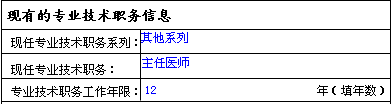 现有的专业技术职务信息
现任专业技术职务系列：其他系列
现任专业技术职务：主任医师
专业技术职务工作年限：12 年（填年数）